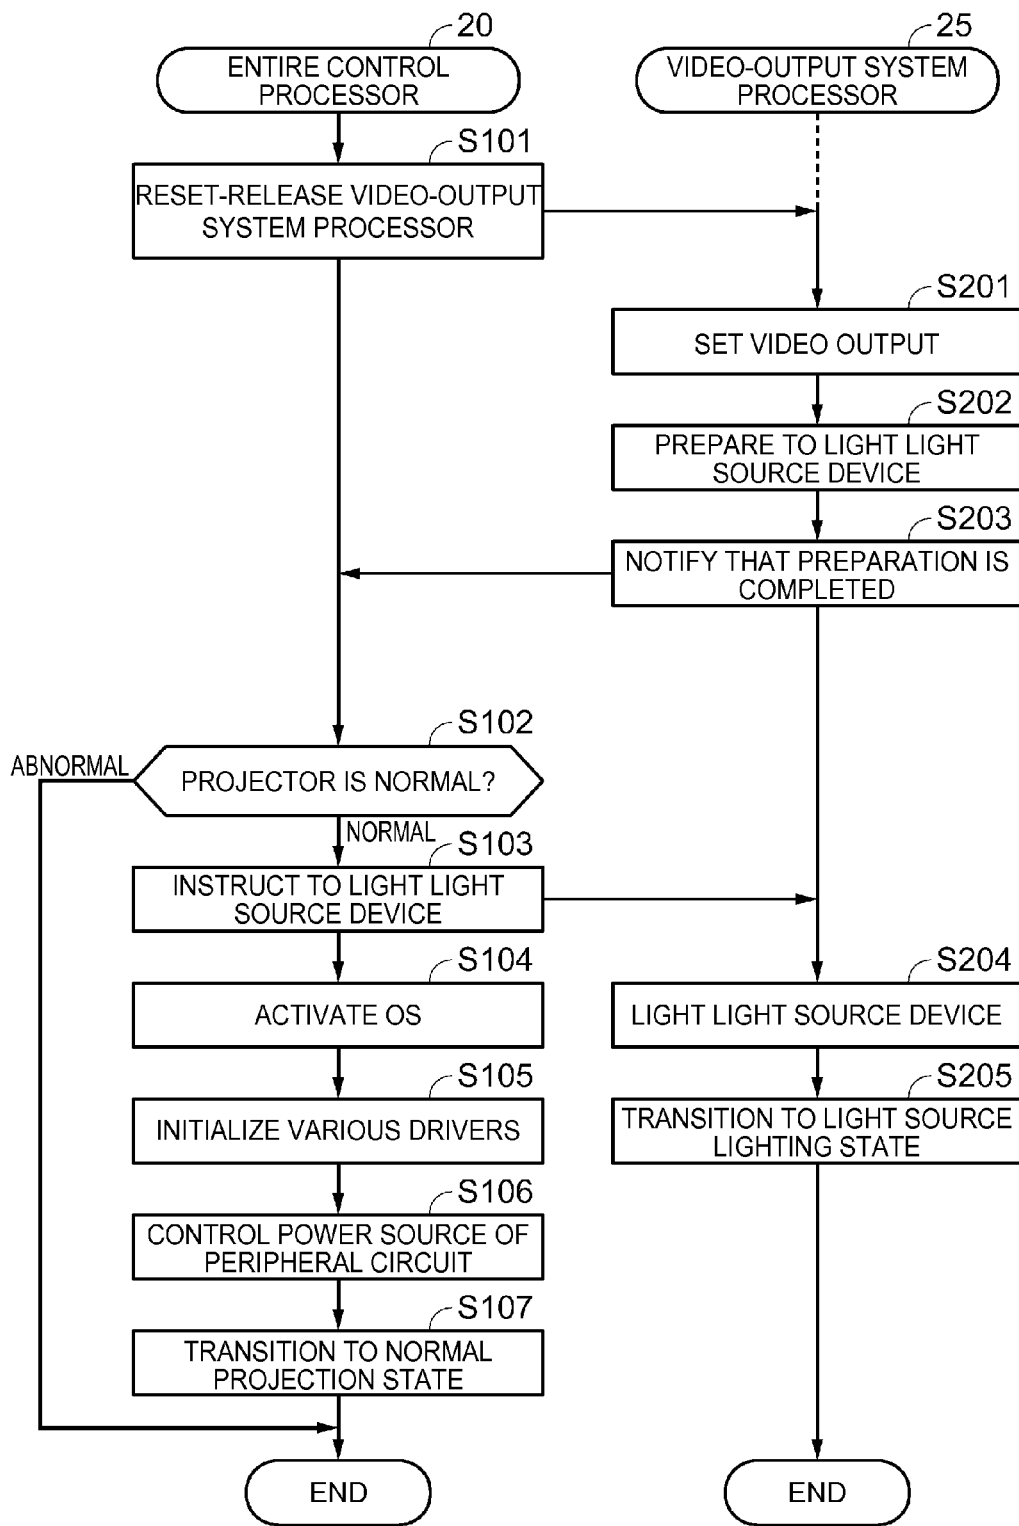 20
ENTIRE CONTROL
PROCESSOR
25
VIDEO-OUTPUT SYSTEM
PROCESSOR
S101
RESET-RELEASE VIDEO-OUTPUT
SYSTEM PROCESSOR
S201
SET VIDEO OUTPUT
S202
PREPARE TO LIGHT LIGHT
SOURCE DEVICE
S203
NOTIFY THAT PREPARATION IS
COMPLETED
S102
ABNORMAL
PROJECTOR IS NORMAL?
NORMAL
S103
INSTRUCT TO LIGHT LIGHT
SOURCE DEVICE
S104
ACTIVATE OS
S204
LIGHT LIGHT SOURCE DEVICE
S105
INITIALIZE VARIOUS DRIVERS
S205
TRANSITION TO LIGHT SOURCE
LIGHTING STATE
S106
CONTROL POWER SOURCE OF
PERIPHERAL CIRCUIT
S107
TRANSITION TO NORMAL
PROJECTION STATE
END
END